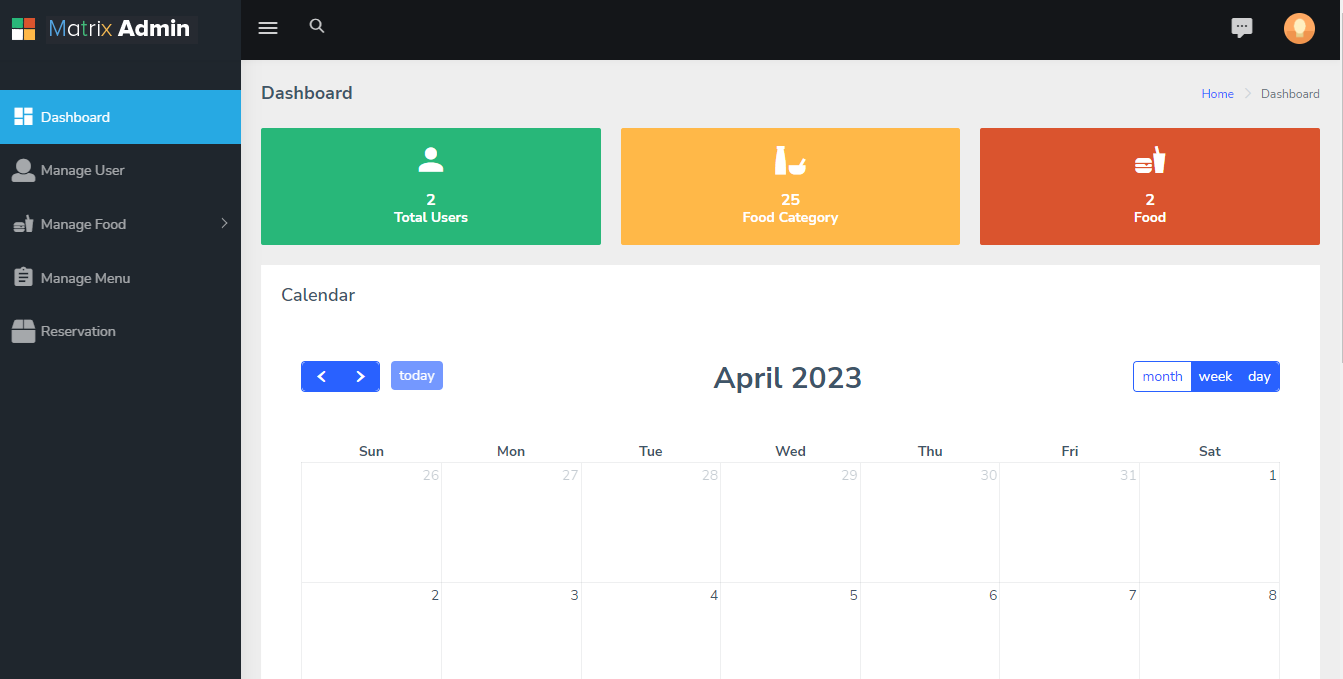 Matrix Admin
Dashboard
Manage User
Manage Food
Manage Menu
Reservation
Dashboard
Home > Dashboard
2
Total Users
25
Food Category
2
Food
Calendar
today
April 2023
month week day
Sun Mon Tue Wed Thu Fri Sat
26 27 28 29 30 31 1
2 3 4 5 6 7 8